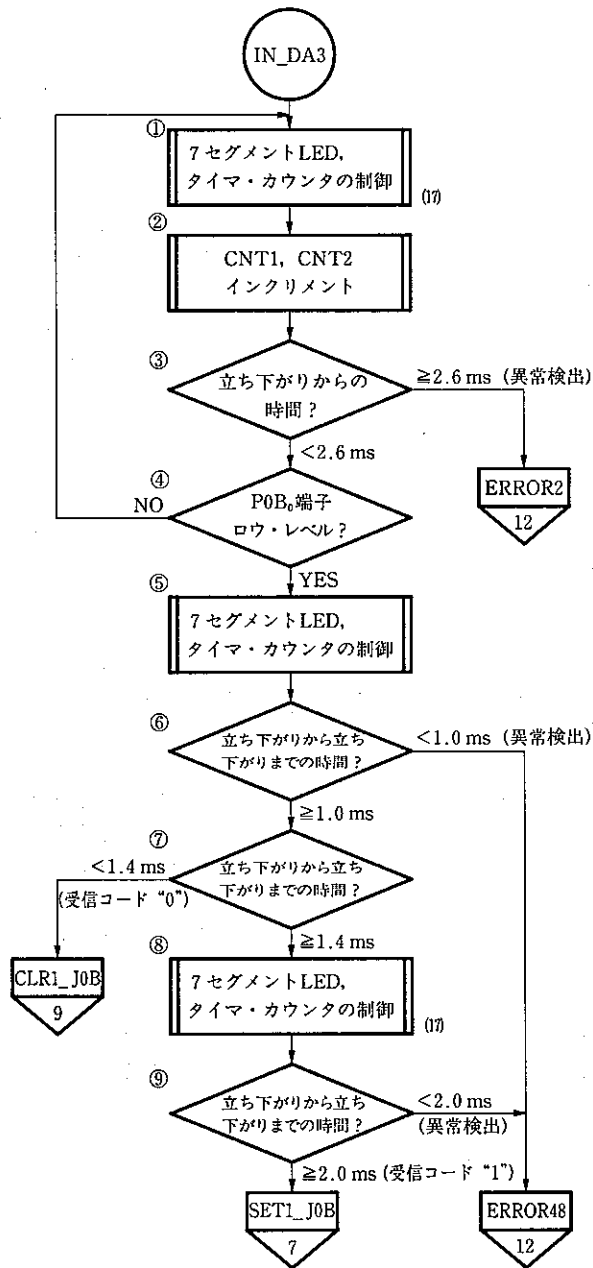 IN_DA3
①
7セグメントLED,
タイマ・カウンタの制御
(17)
②
CNT1, CNT2
インクリメント
③
立ち下がりからの
時間?
≧2.6 ms (異常検出)
<2.6 ms
ERROR2
12
④
NO
P0B₀端子
ロウ・レベル?
YES
⑤
7セグメントLED,
タイマ・カウンタの制御
⑥
立ち下がりから立ち
下がりまでの時間?
<1.0 ms (異常検出)
≧1.0 ms
⑦
<1.4 ms
(受信コード "0")
立ち下がりから立ち
下がりまでの時間?
≧1.4 ms
CLR1_J0B
9
⑧
7セグメントLED,
タイマ・カウンタの制御
(17)
⑨
立ち下がりから立ち
下がりまでの時間?
<2.0 ms
(異常検出)
≧2.0 ms (受信コード "1")
SET1_J0B
7
ERROR48
12